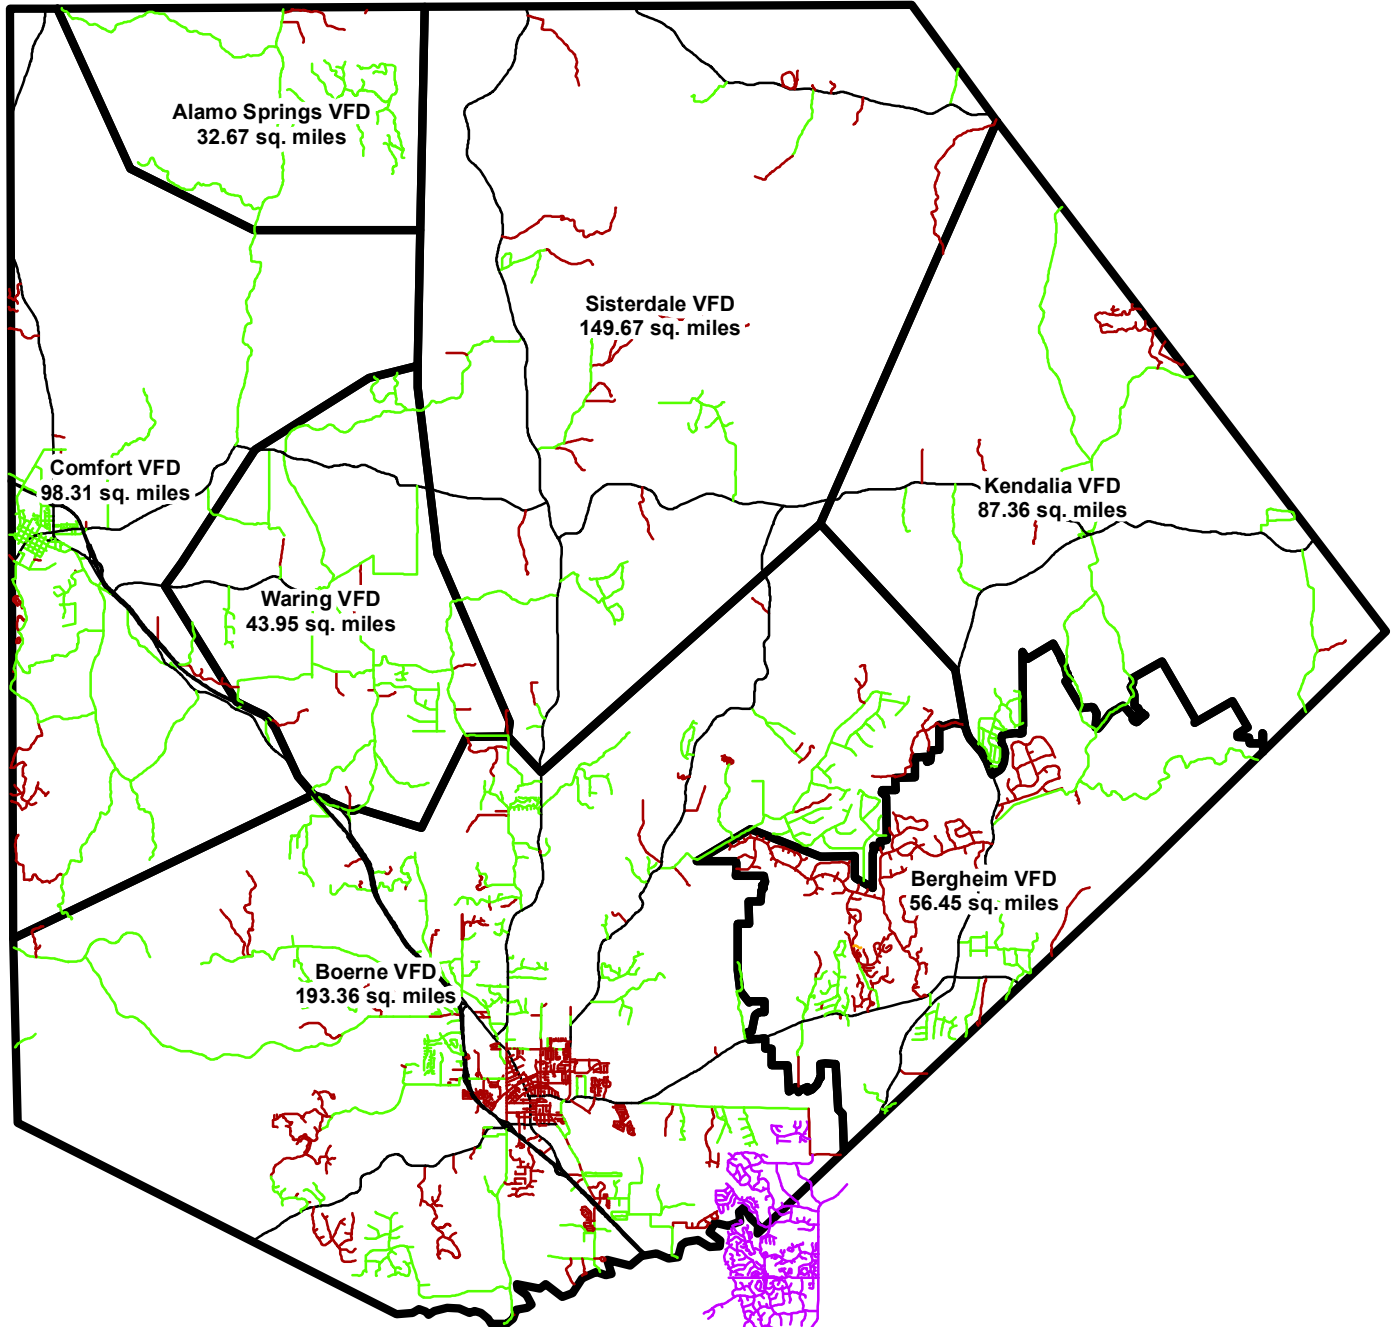 Alamo Springs VFD
32.67 sq. miles
Sisterdale VFD
149.67 sq. miles
Comfort VFD
98.31 sq. miles
Kendalia VFD
87.36 sq. miles
Waring VFD
43.95 sq. miles
Bergheim VFD
56.45 sq. miles
Boerne VFD
193.36 sq. miles